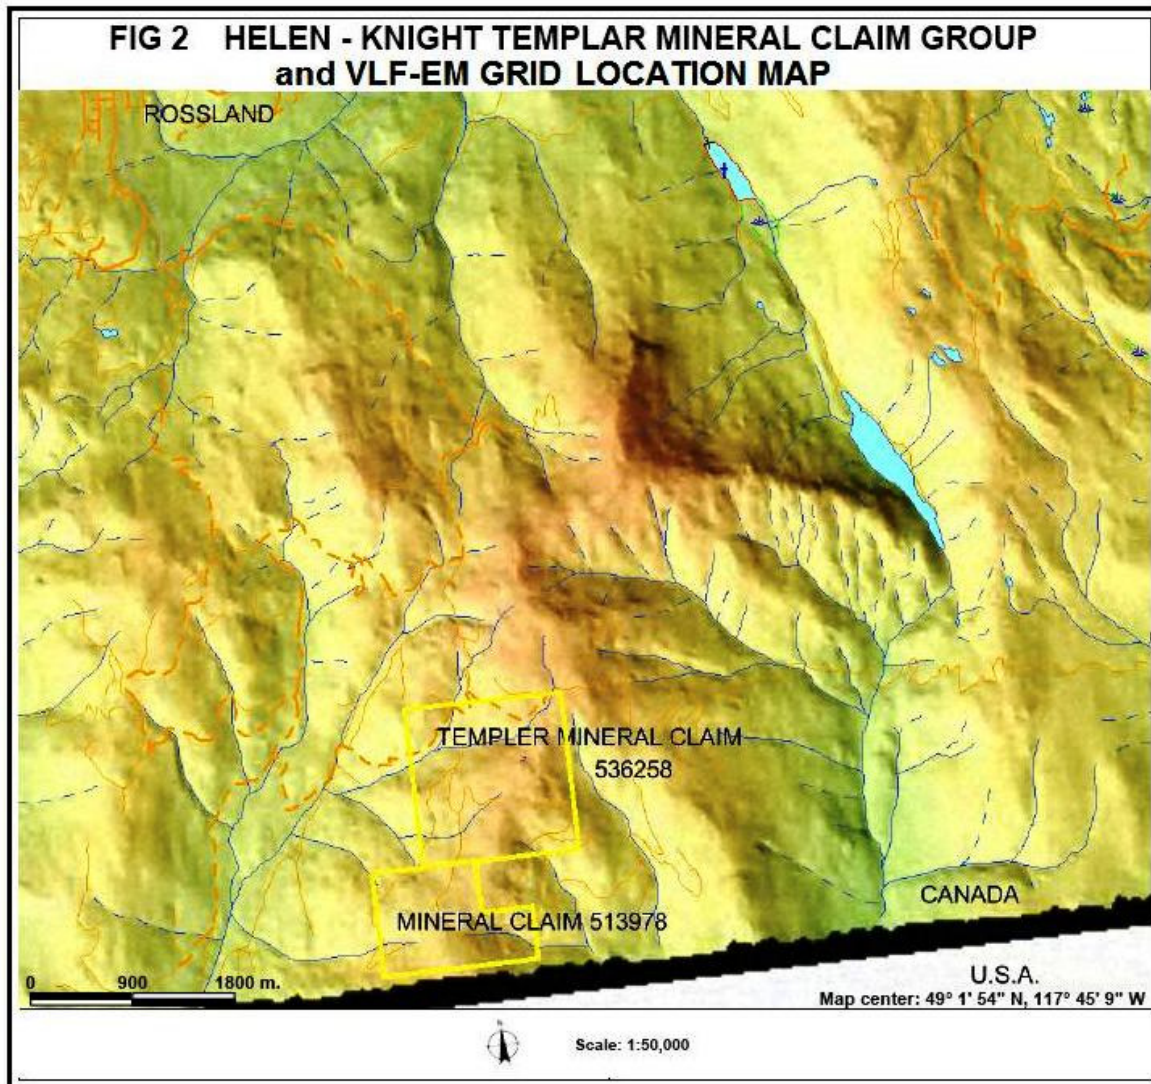 FIG 2 HELEN - KNIGHT TEMPLAR MINERAL CLAIM GROUP
and VLF-EM GRID LOCATION MAP
ROSSLAND
TEMPLER MINERAL CLAIM
536258
CANADA
MINERAL CLAIM 513978
U.S.A.
0 900 1800 m.
Map center: 49° 1' 54" N, 117° 45' 9" W
Scale: 1:50,000